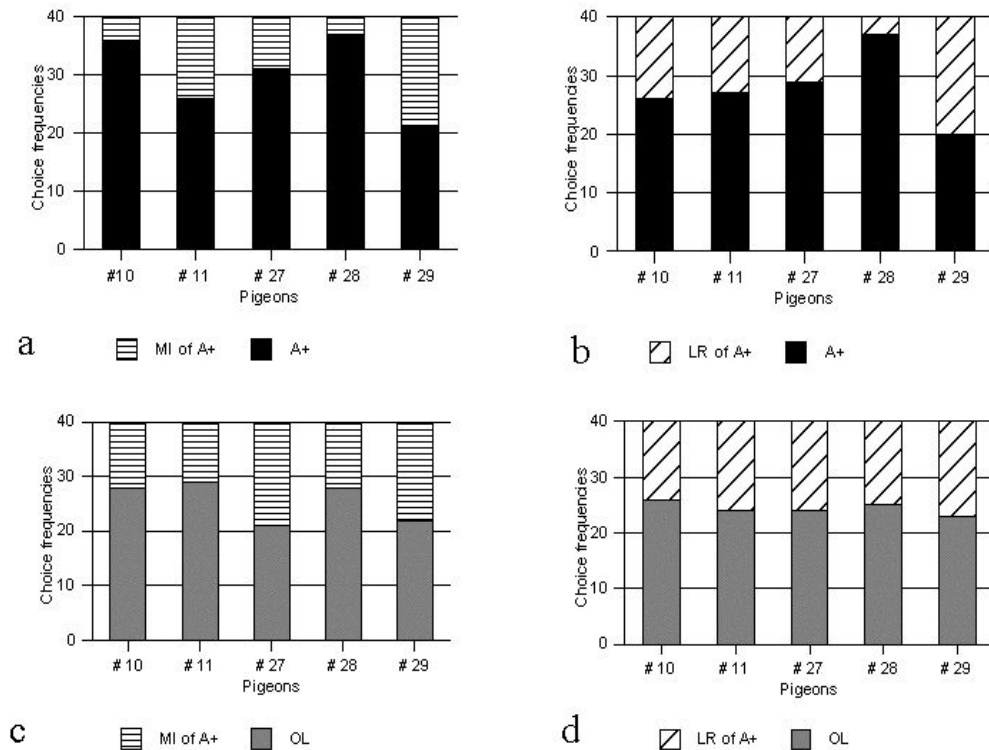 40
30
20
10
0
Choice frequencies
#10 # 11 # 27 # 28 # 29
Pigeons
a MI of A+ A+
40
30
20
10
0
Choice frequencies
# 10 # 11 # 27 # 28 # 29
Pigeons
b LR of A+ A+
40
30
20
10
0
Choice frequencies
# 10 # 11 # 27 # 28 # 29
Pigeons
c MI of A+ OL
40
30
20
10
0
Choice frequencies
# 10 # 11 # 27 # 28 # 29
Pigeons
d LR of A+ OL